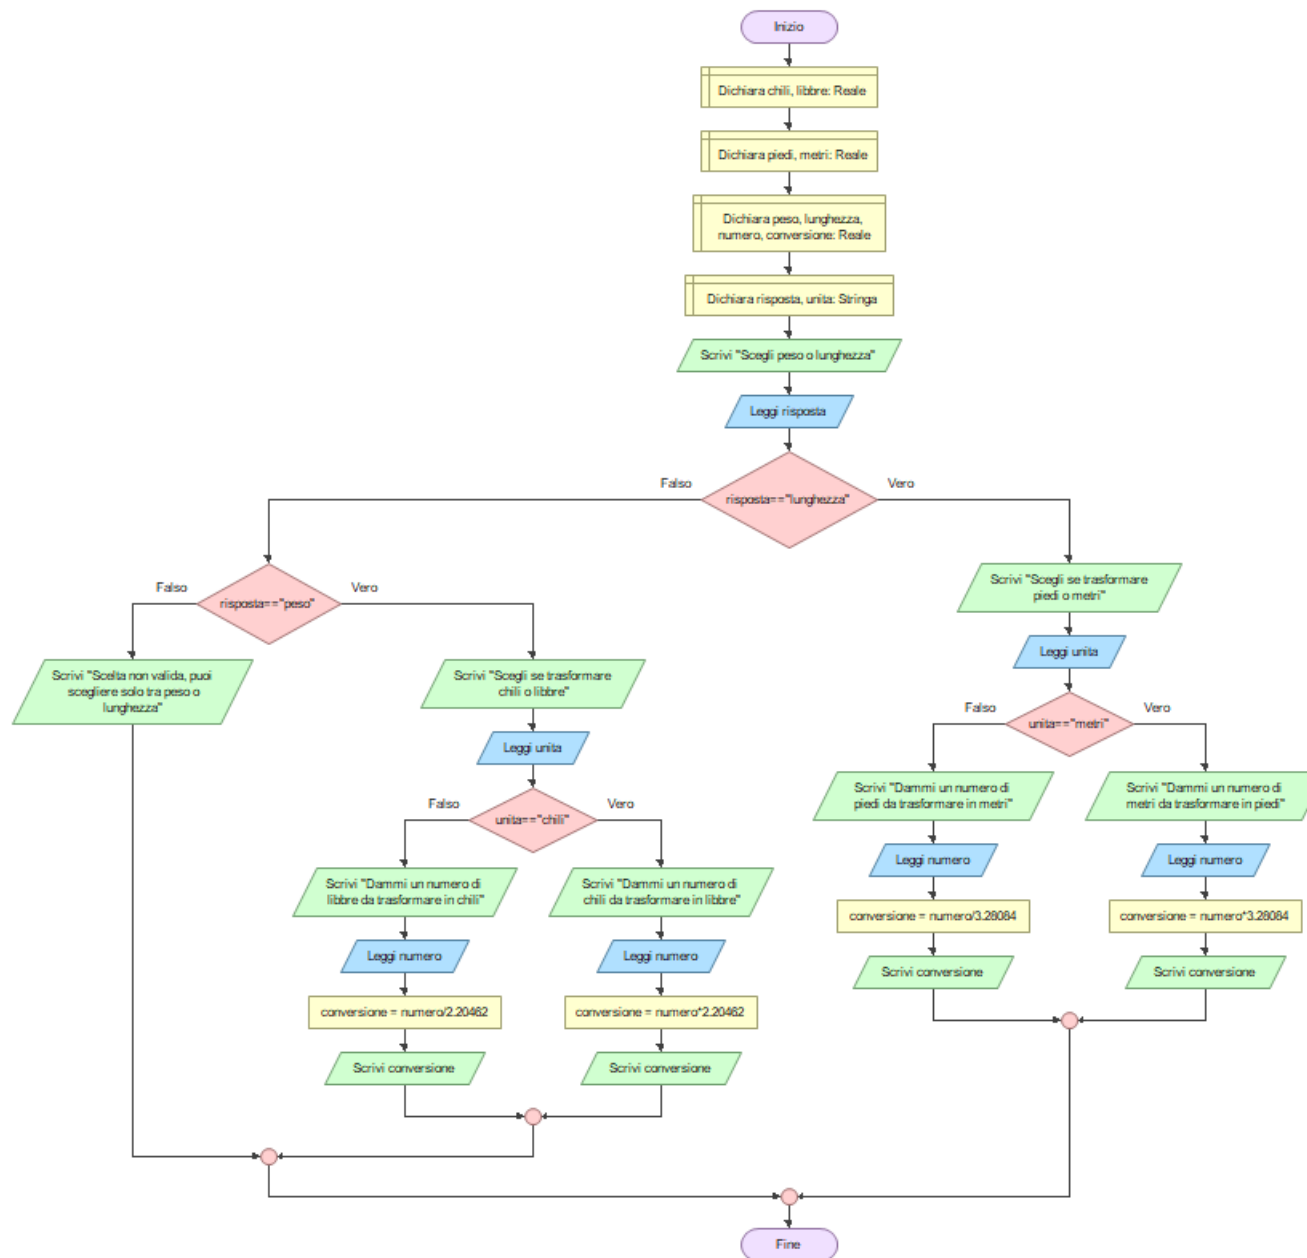 Inizio
Dichiara chili, libbre: Reale
Dichiara piedi, metri: Reale
Dichiara peso, lunghezza,
numero, conversione: Reale
Dichiara risposta, unita: Stringa
Scrivi "Scegli peso o lunghezza"
Leggi risposta
Falso
risposta=="lunghezza"
Vero
Falso
risposta=="peso"
Vero
Scrivi "Scelta non valida, puoi
scegliere solo tra peso o
lunghezza"
Scrivi "Scegli se trasformare
chili o libbre"
Leggi unita
Falso
unita=="chili"
Vero
Scrivi "Dammi un numero di
libbre da trasformare in chili"
Leggi numero
conversione = numero/2.20462
Scrivi conversione
Scrivi "Dammi un numero di
chili da trasformare in libbre"
Leggi numero
conversione = numero*2.20462
Scrivi conversione
Scrivi "Scegli se trasformare
piedi o metri"
Leggi unita
Falso
unita=="metri"
Vero
Scrivi "Dammi un numero di
piedi da trasformare in metri"
Leggi numero
conversione = numero/3.28084
Scrivi conversione
Scrivi "Dammi un numero di
metri da trasformare in piedi"
Leggi numero
conversione = numero*3.28084
Scrivi conversione
Fine